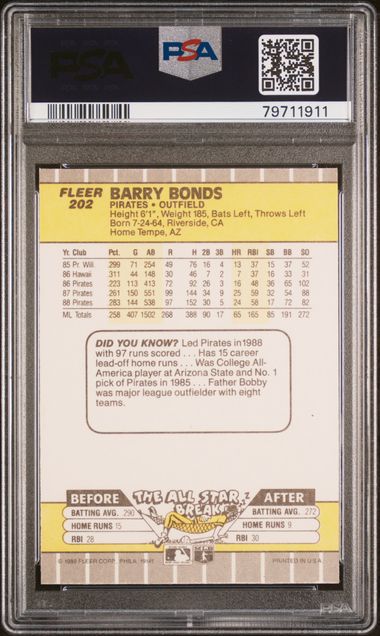 PSA
PSA
79711911
FLEER BARRY BONDS
202 PIRATES • OUTFIELD
Height 6'1", Weight 185, Bats Left, Throws Left
Born 7-24-64, Riverside, CA
Home Tempe, AZ
Yr. Club Pct. G AB R H 2B 3B HR RBI SB BB SO
85 Pr. Will 299 71 254 49 76 16 4 13 37 15 37 52
86 Hawaii 311 44 148 30 46 7 2 7 37 16 33 31
86 Pirates 223 113 413 72 92 26 3 16 48 36 65 102
87 Pirates 261 150 551 99 144 34 9 25 59 32 54 88
88 Pirates 283 144 538 97 152 30 5 24 58 17 72 82
ML Totals 258 407 1502 268 388 90 17 65 165 85 191 272
DID YOU KNOW? Led Pirates in 1988
with 97 runs scored . . . Has 15 career
lead-off home runs . . . Was College All-
America player at Arizona State and No. 1
pick of Pirates in 1985 . . . Father Bobby
was major league outfielder with eight
teams.
BEFORE THE ALL STAR BREAK AFTER
BATTING AVG. 290 BATTING AVG. 272
HOME RUNS 15 HOME RUNS 9
RBI 28 RBI 30
© 1989 FLEER CORP. PHILA. 19141 PRINTED IN U.S.A.
PSA